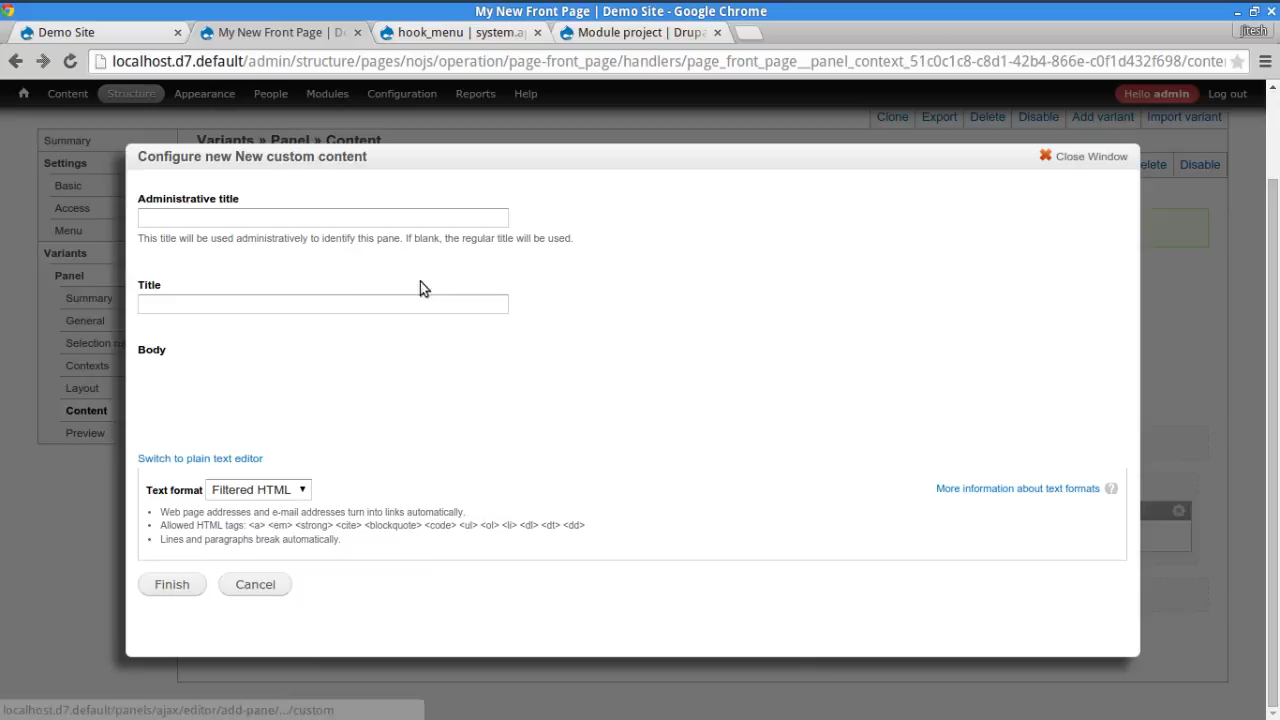 My New Front Page | Demo Site - Google Chrome
Demo Site
My New Front Page | D
hook_menu | system.a
Module project | Drupa
jitesh
localhost.d7.default/admin/structure/pages/nojs/operation/page-front_page/handlers/page_front_page__panel_context_51c0c1c8-c8d1-42b4-866e-c0f1d432f698/conte
Content Structure Appearance People Modules Configuration Reports Help Hello admin Log out
Clone Export Delete Disable Add variant Import variant
Summary
Variants » Panel » Content
Configure new New custom content
Close Window
Settings
elete Disable
Basic
Access
Menu
Variants
Panel
Summary
General
Selection ru
Contexts
Layout
Content
Preview
Administrative title
This title will be used administratively to identify this pane. If blank, the regular title will be used.
Title
Body
Switch to plain text editor
Text format Filtered HTML
More information about text formats ?
• Web page addresses and e-mail addresses turn into links automatically.
• Allowed HTML tags: <a> <em> <strong> <cite> <blockquote> <code> <ul> <ol> <li> <dl> <dt> <dd>
• Lines and paragraphs break automatically.
Finish Cancel
localhost.d7.default/panels/ajax/editor/add-pane/.../custom